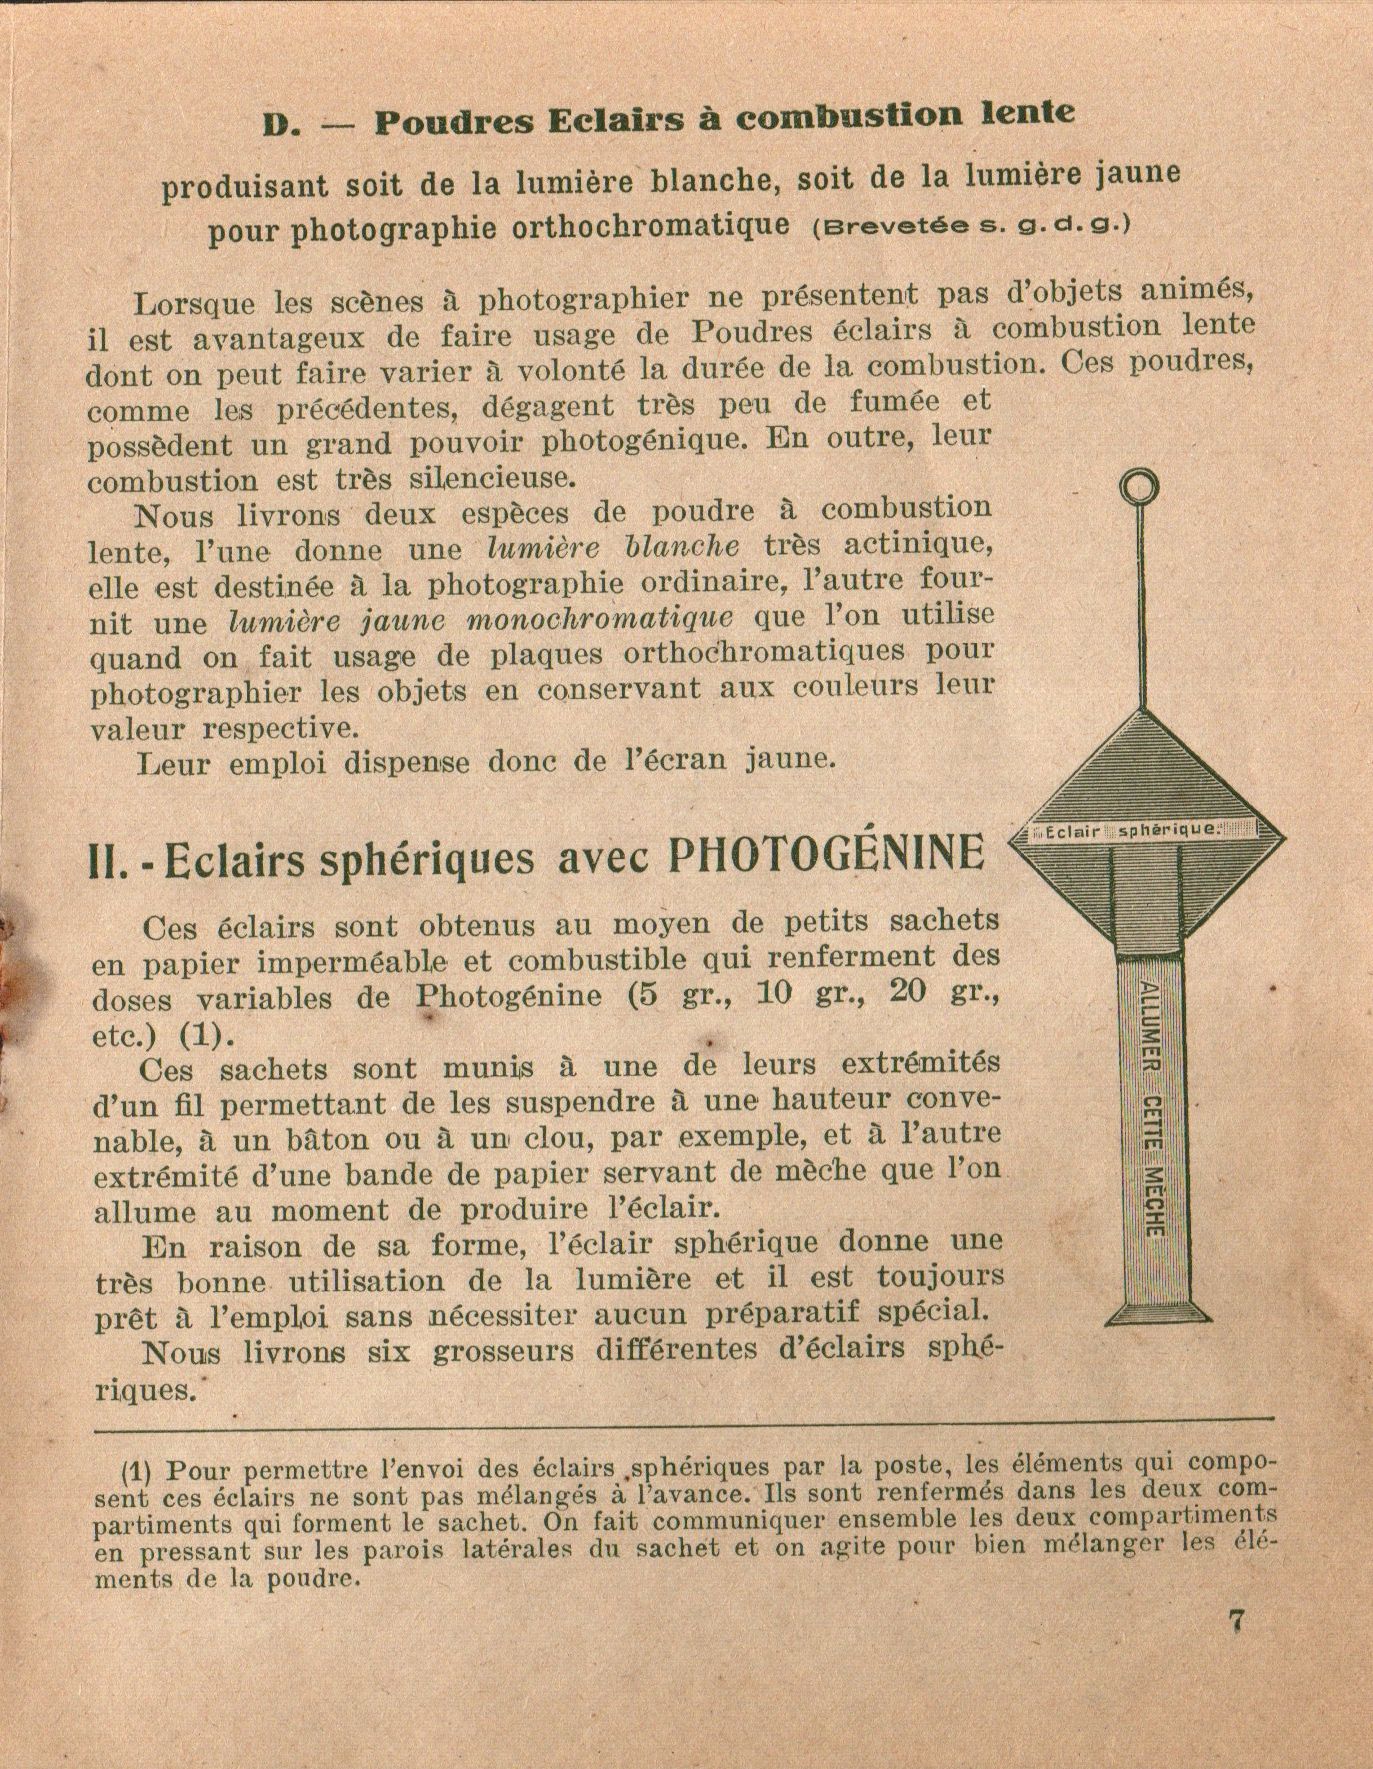 D. — Poudres Eclairs à combustion lente
produisant soit de la lumière blanche, soit de la lumière jaune
pour photographie orthochromatique (Brevetée s. g. d. g.)
Lorsque les scènes à photographier ne présentent pas d'objets animés,
il est avantageux de faire usage de Poudres éclairs à combustion lente
dont on peut faire varier à volonté la durée de la combustion. Ces poudres,
comme les précédentes, dégagent très peu de fumée et
possèdent un grand pouvoir photogénique. En outre, leur
combustion est très silencieuse.
Nous livrons deux espèces de poudre à combustion
lente, l'une donne une lumière blanche très actinique,
elle est destinée à la photographie ordinaire, l'autre four-
nit une lumière jaune monochromatique que l'on utilise
quand on fait usage de plaques orthochromatiques pour
photographier les objets en conservant aux couleurs leur
valeur respective.
Leur emploi dispense donc de l'écran jaune.
II. - Eclairs sphériques avec PHOTOGÉNINE
Ces éclairs sont obtenus au moyen de petits sachets
en papier imperméable et combustible qui renferment des
doses variables de Photogénine (5 gr., 10 gr., 20 gr.,
etc.) (1).
Ces sachets sont munis à une de leurs extrémités
d'un fil permettant de les suspendre à une hauteur conve-
nable, à un bâton ou à un clou, par exemple, et à l'autre
extrémité d'une bande de papier servant de mèche que l'on
allume au moment de produire l'éclair.
En raison de sa forme, l'éclair sphérique donne une
très bonne utilisation de la lumière et il est toujours
prêt à l'emploi sans nécessiter aucun préparatif spécial.
Nous livrons six grosseurs différentes d'éclairs sphé-
riques.
Eclair sphérique.
ALLUMER CETTE MÈCHE
(1) Pour permettre l'envoi des éclairs sphériques par la poste, les éléments qui compo-
sent ces éclairs ne sont pas mélangés à l'avance. Ils sont renfermés dans les deux com-
partiments qui forment le sachet. On fait communiquer ensemble les deux compartiments
en pressant sur les parois latérales du sachet et on agite pour bien mélanger les élé-
ments de la poudre.
7